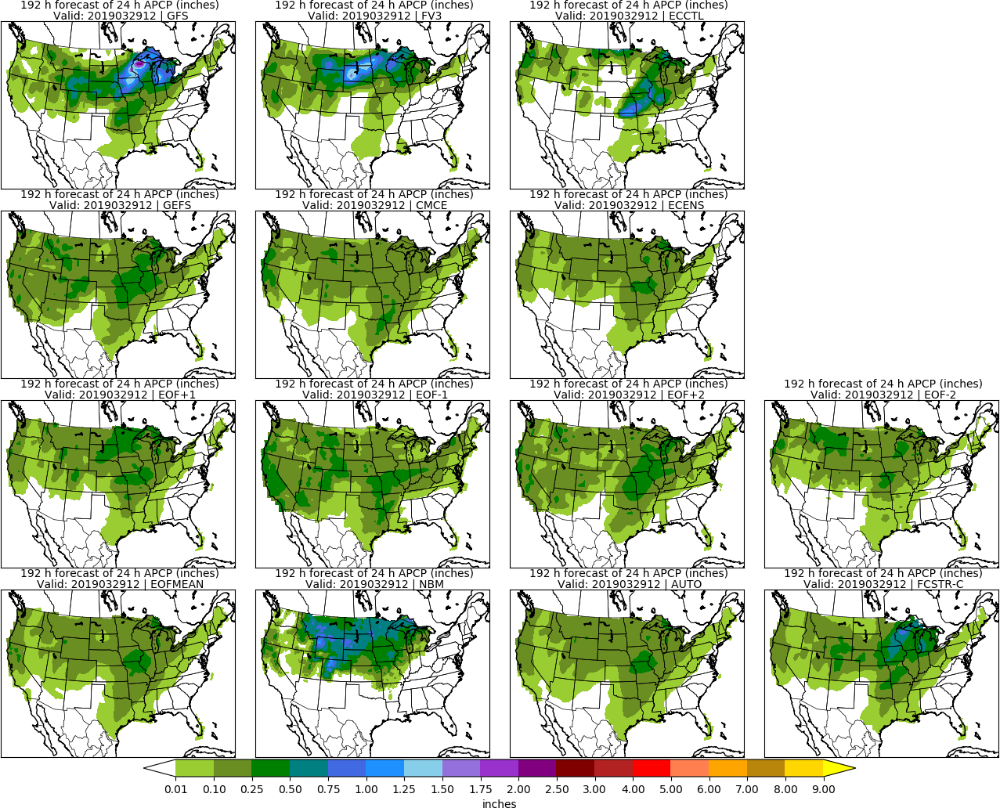 192 h forecast of 24 h APCP (inches)
Valid: 2019032912 | GFS
192 h forecast of 24 h APCP (inches)
Valid: 2019032912 | FV3
192 h forecast of 24 h APCP (inches)
Valid: 2019032912 | ECCTL
192 h forecast of 24 h APCP (inches)
Valid: 2019032912 | GEFS
192 h forecast of 24 h APCP (inches)
Valid: 2019032912 | CMCE
192 h forecast of 24 h APCP (inches)
Valid: 2019032912 | ECENS
192 h forecast of 24 h APCP (inches)
Valid: 2019032912 | EOF+1
192 h forecast of 24 h APCP (inches)
Valid: 2019032912 | EOF-1
192 h forecast of 24 h APCP (inches)
Valid: 2019032912 | EOF+2
192 h forecast of 24 h APCP (inches)
Valid: 2019032912 | EOF-2
192 h forecast of 24 h APCP (inches)
Valid: 2019032912 | EOFMEAN
192 h forecast of 24 h APCP (inches)
Valid: 2019032912 | NBM
192 h forecast of 24 h APCP (inches)
Valid: 2019032912 | AUTO
192 h forecast of 24 h APCP (inches)
Valid: 2019032912 | FCSTR-C
0.01 0.10 0.25 0.50 0.75 1.00 1.25 1.50 1.75 2.00 2.50 3.00 4.00 5.00 6.00 7.00 8.00 9.00
inches